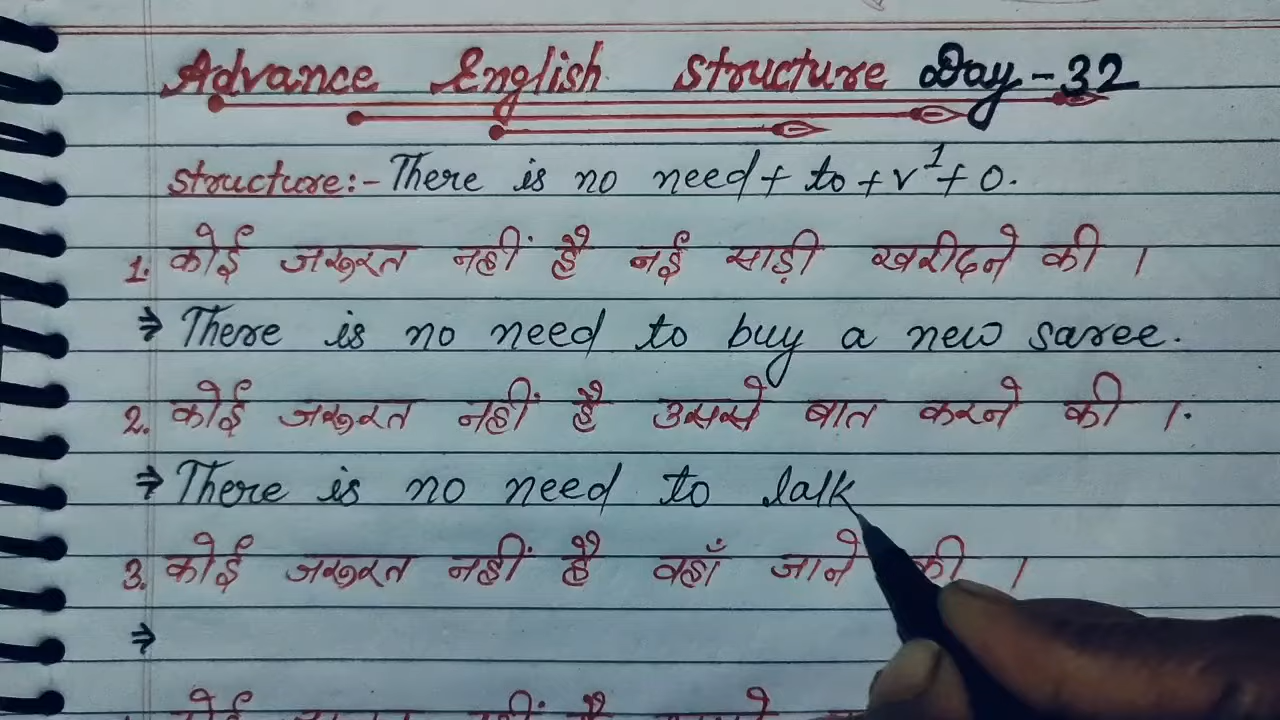 Advance English Structure Day-32
Structure:- There is no need + to + v¹ + o.
1. कोई जरूरत नहीं है नई साड़ी खरीदने की ।
⇒ There is no need to buy a new saree.
2. कोई जरूरत नहीं है उससे बात करने की ।
⇒ There is no need to talk
3. कोई जरूरत नहीं है वहाँ जाने की ।
⇒